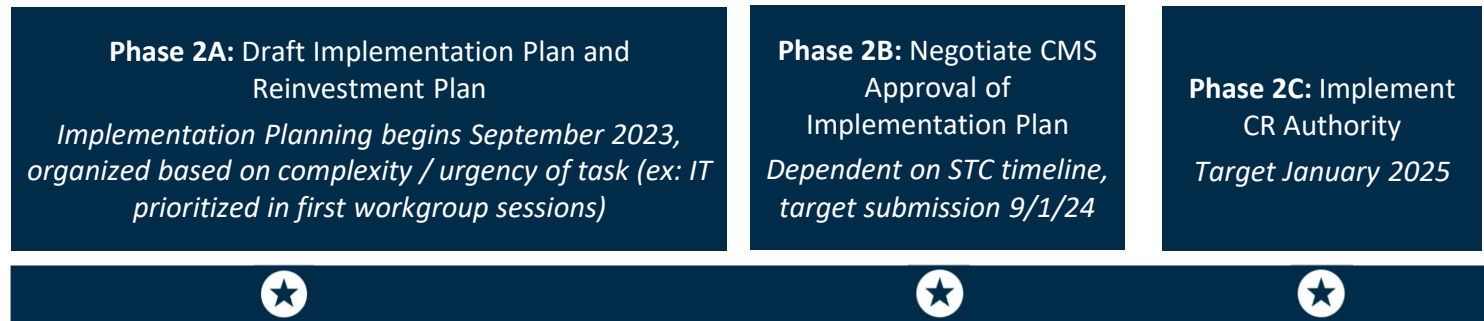 Phase 2A: Draft Implementation Plan and
Reinvestment Plan
Implementation Planning begins September 2023,
organized based on complexity / urgency of task (ex: IT
prioritized in first workgroup sessions)
Phase 2B: Negotiate CMS
Approval of
Implementation Plan
Dependent on STC timeline,
target submission 9/1/24
Phase 2C: Implement
CR Authority
Target January 2025